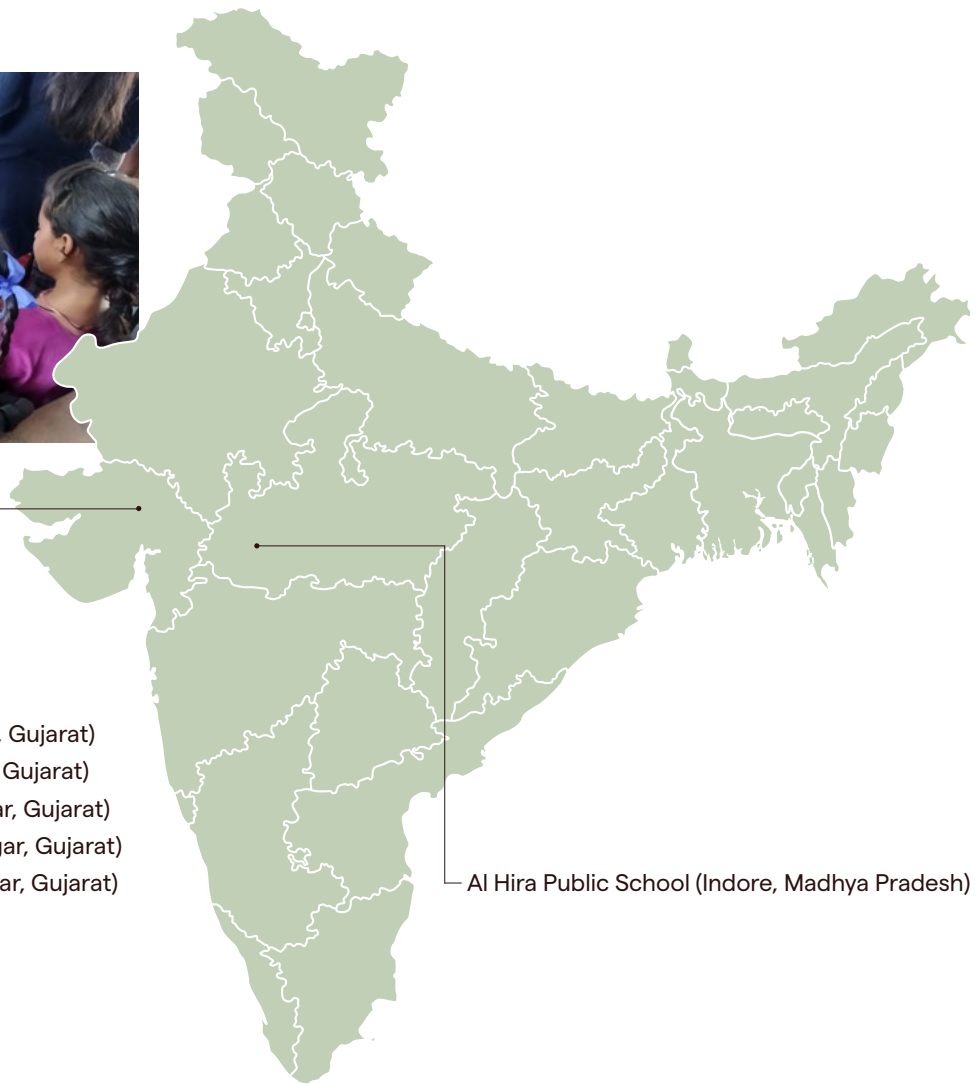 , Gujarat)
Gujarat)
ar, Gujarat)
gar, Gujarat)
ar, Gujarat)
Al Hira Public School (Indore, Madhya Pradesh)